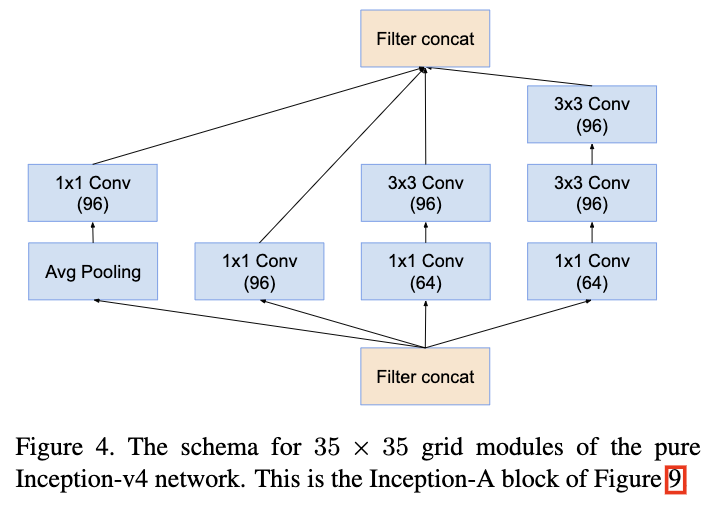 Filter concat
3x3 Conv
(96)
1x1 Conv
(96)
3x3 Conv
(96)
3x3 Conv
(96)
Avg Pooling
1x1 Conv
(96)
1x1 Conv
(64)
1x1 Conv
(64)
Filter concat
Figure 4. The schema for 35 × 35 grid modules of the pure
Inception-v4 network. This is the Inception-A block of Figure 9